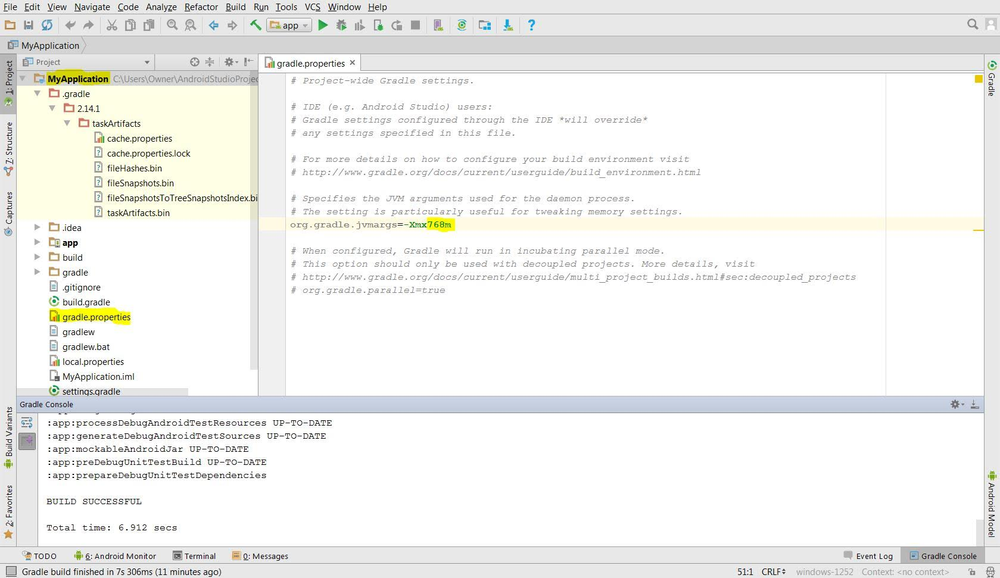 File Edit View Navigate Code Analyze Refactor Build Run Tools VCS Window Help
app
MyApplication
1: Project
7: Structure
Captures
Build Variants
2: Favorites
Project
MyApplication C:\Users\Owner\AndroidStudioProjec
.gradle
2.14.1
taskArtifacts
cache.properties
cache.properties.lock
fileHashes.bin
fileSnapshots.bin
fileSnapshotsToTreeSnapshotsIndex.bi
taskArtifacts.bin
.idea
app
build
gradle
.gitignore
build.gradle
gradle.properties
gradlew
gradlew.bat
local.properties
MyApplication.iml
settings.gradle
gradle.properties
# Project-wide Gradle settings.
# IDE (e.g. Android Studio) users:
# Gradle settings configured through the IDE *will override*
# any settings specified in this file.
# For more details on how to configure your build environment visit
# http://www.gradle.org/docs/current/userguide/build_environment.html
# Specifies the JVM arguments used for the daemon process.
# The setting is particularly useful for tweaking memory settings.
org.gradle.jvmargs=-Xmx768m
# When configured, Gradle will run in incubating parallel mode.
# This option should only be used with decoupled projects. More details, visit
# http://www.gradle.org/docs/current/userguide/multi_project_builds.html#sec:decoupled_projects
# org.gradle.parallel=true
Gradle
Android Model
Gradle Console
:app:processDebugAndroidTestResources UP-TO-DATE
:app:generateDebugAndroidTestSources UP-TO-DATE
:app:mockableAndroidJar UP-TO-DATE
:app:preDebugUnitTestBuild UP-TO-DATE
:app:prepareDebugUnitTestDependencies
BUILD SUCCESSFUL
Total time: 6.912 secs
TODO 6: Android Monitor Terminal 0: Messages Event Log Gradle Console
Gradle build finished in 7s 306ms (11 minutes ago) 51:1 CRLF windows-1252 Context: <no context>